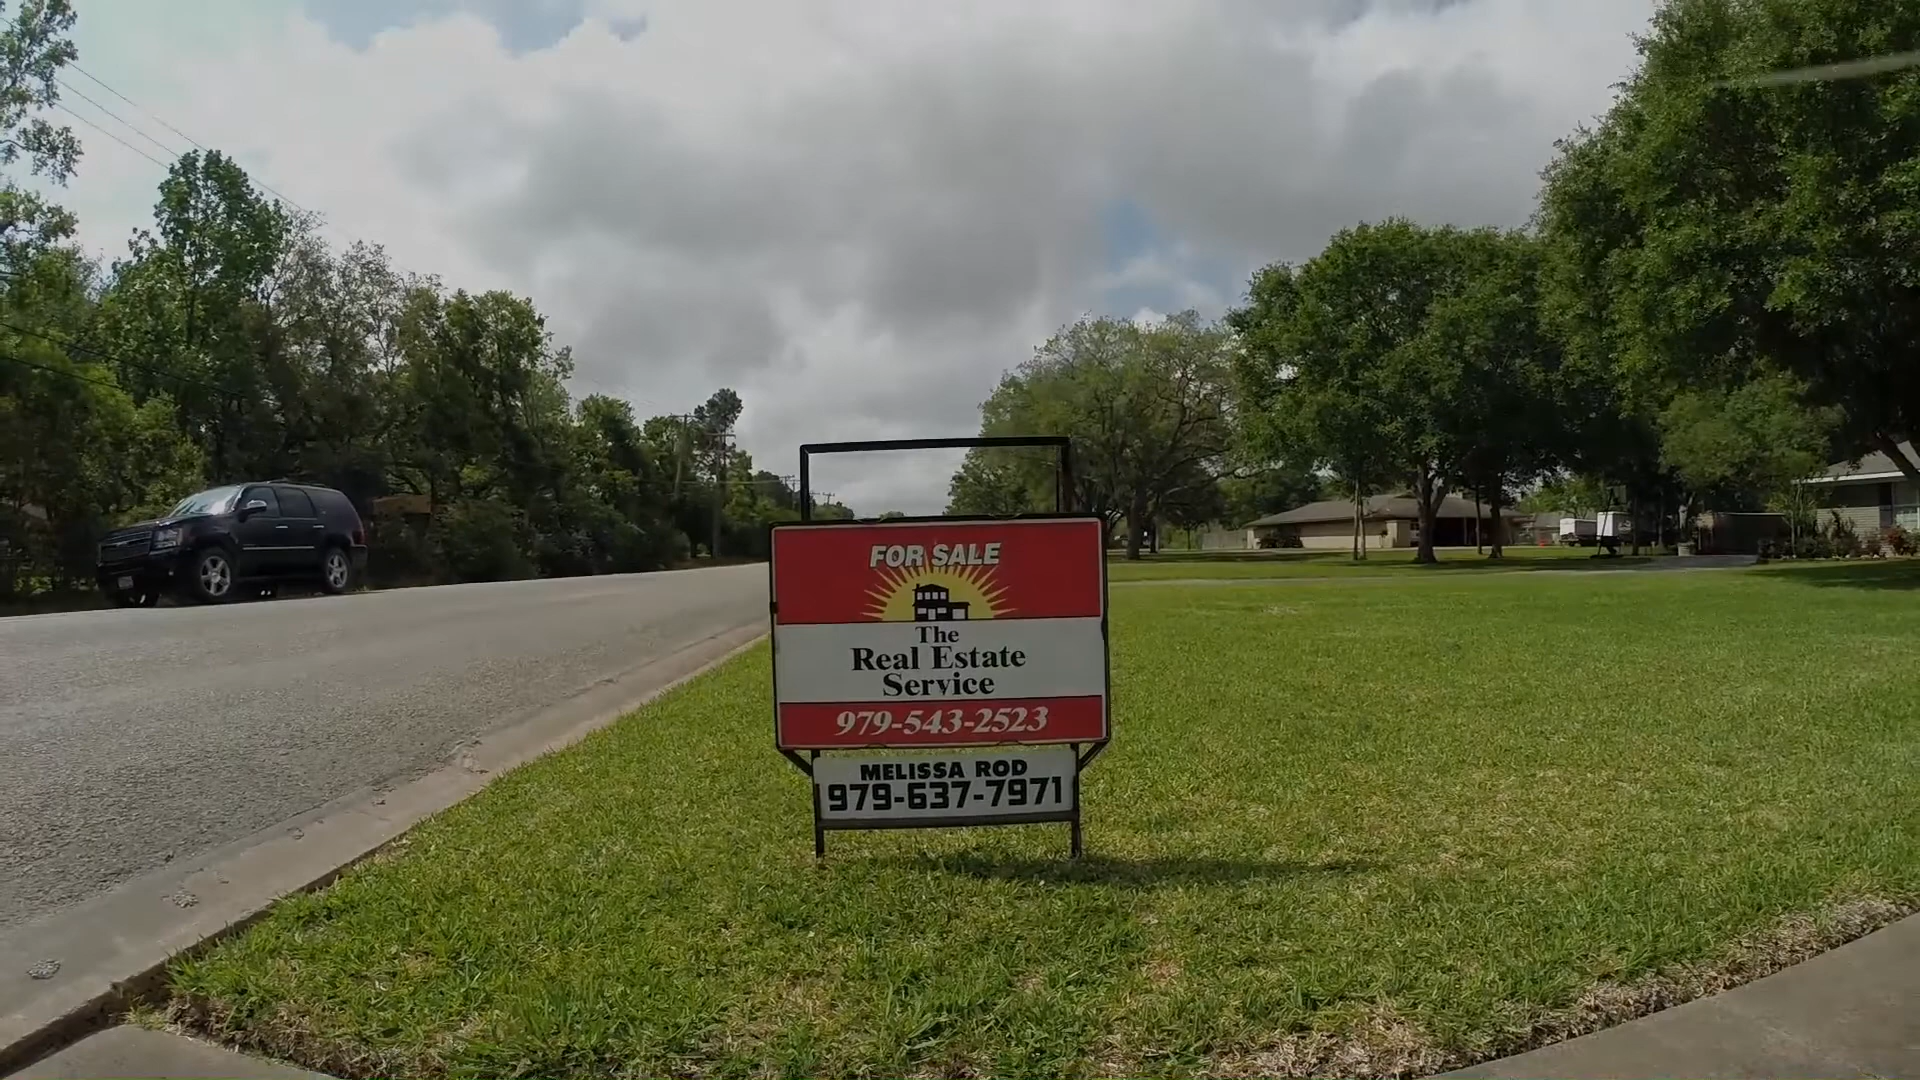 FOR SALE
The
Real Estate
Service
979-543-2523
MELISSA ROD
979-637-7971